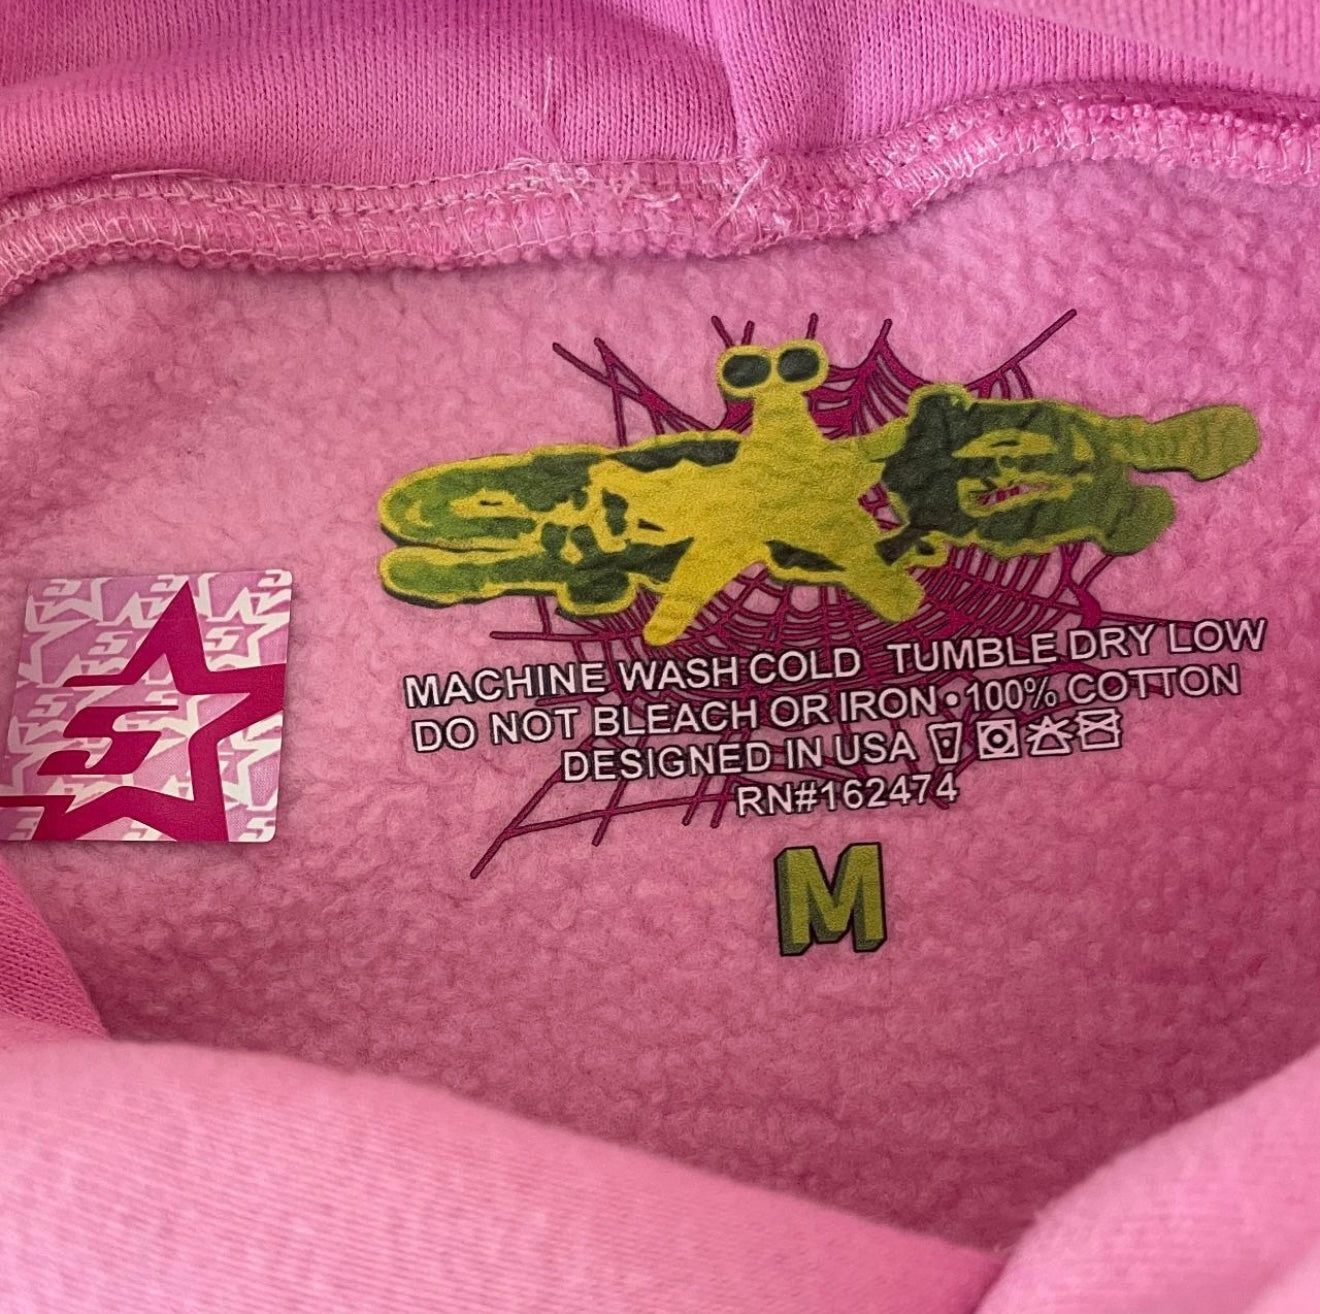 MACHINE WASH COLD TUMBLE DRY LOW
DO NOT BLEACH OR IRON • 100% COTTON
DESIGNED IN USA
RN#162474
M